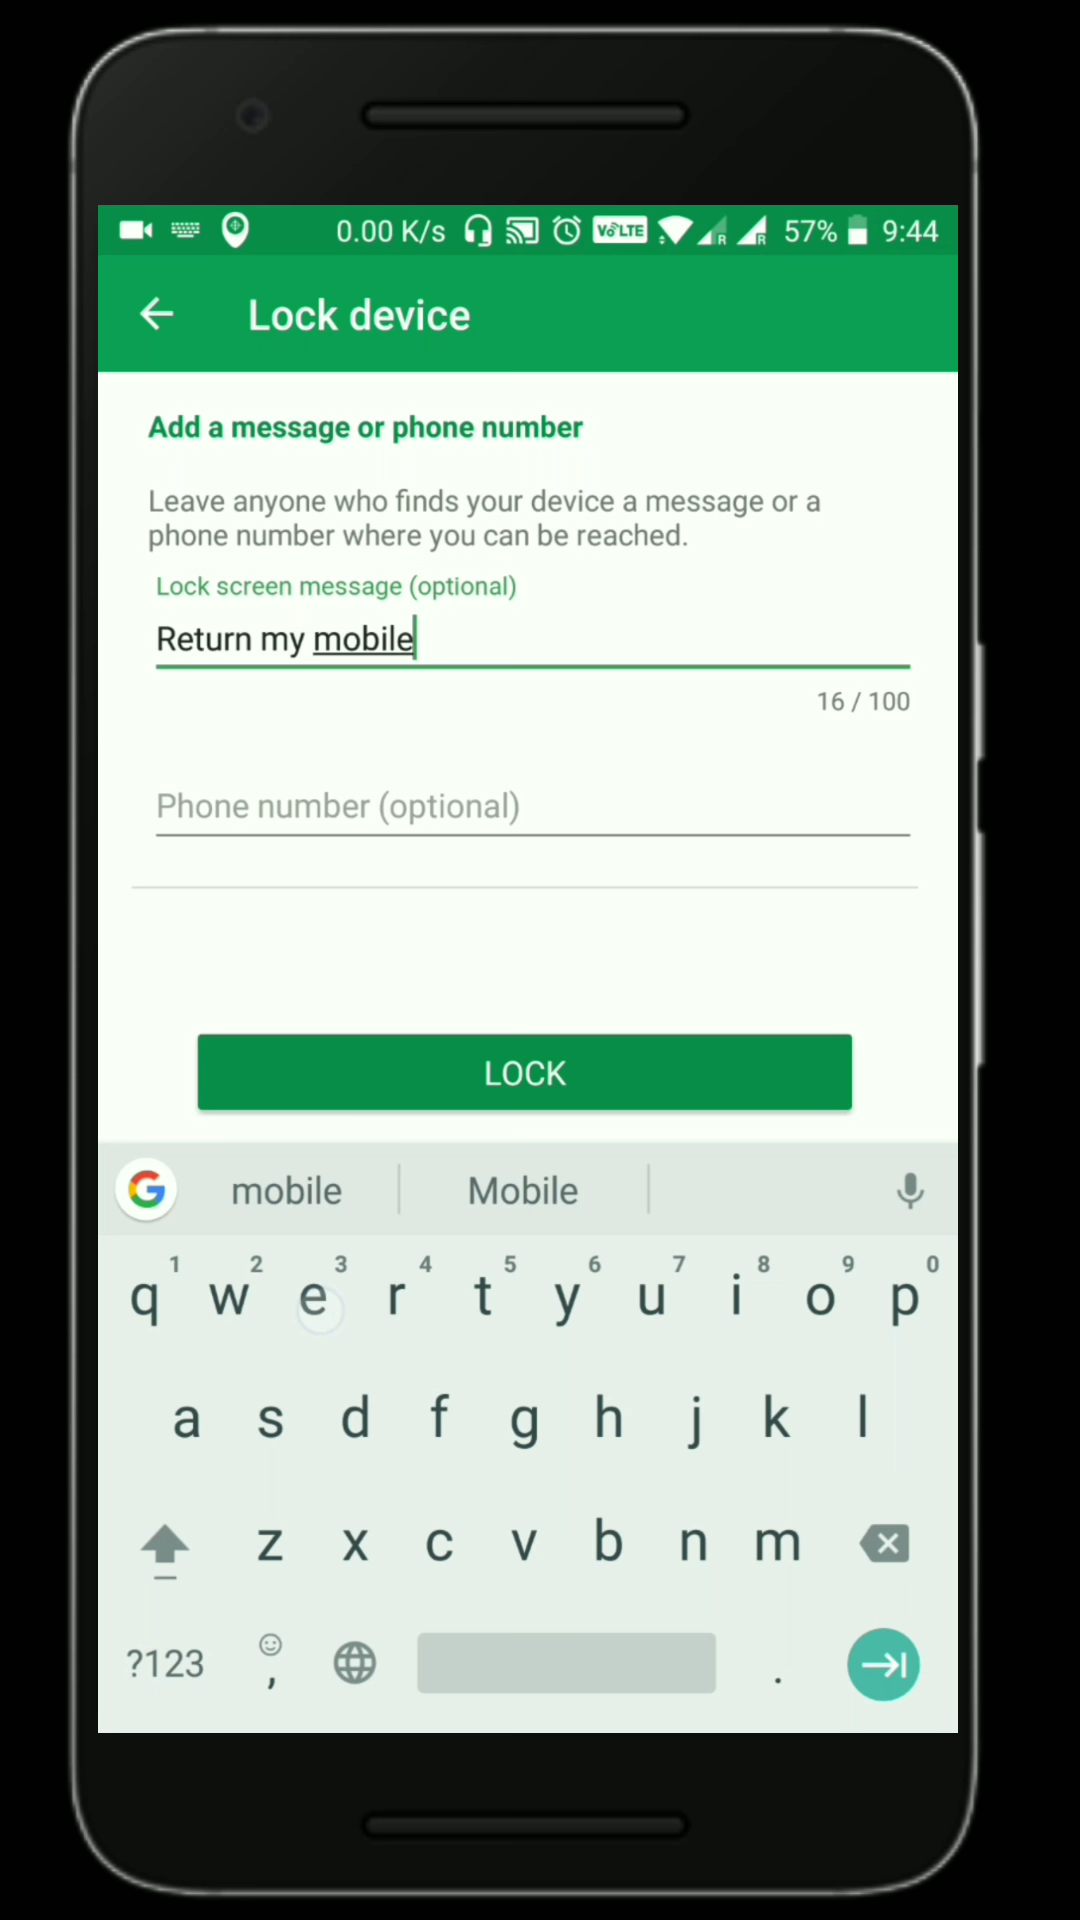 0.00 K/s VoLTE R R 57% 9:44
Lock device
Add a message or phone number
Leave anyone who finds your device a message or a
phone number where you can be reached.
Lock screen message (optional)
Return my mobile
16 / 100
Phone number (optional)
LOCK
G mobile Mobile
1 2 3 4 5 6 7 8 9 0
q w e r t y u i o p
a s d f g h j k l
z x c v b n m
?123 , .